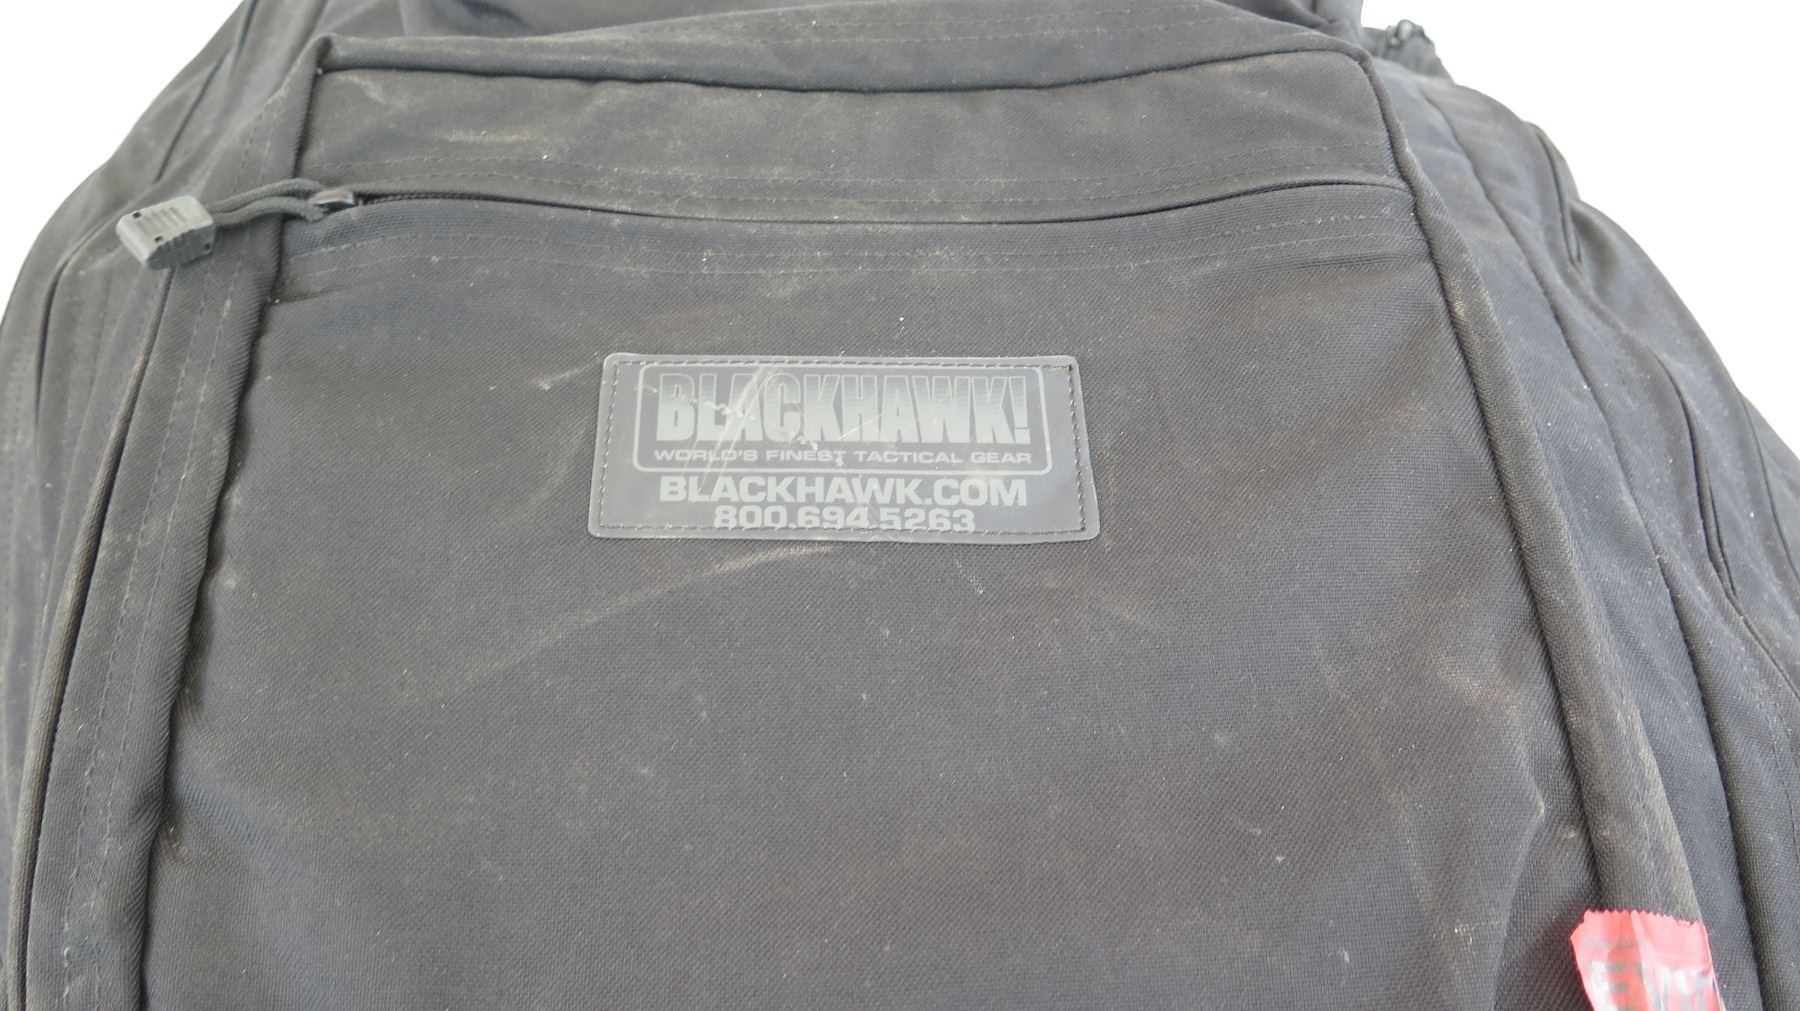 BLACKHAWK!
WORLD'S FINEST TACTICAL GEAR
BLACKHAWK.COM
800.694.5263